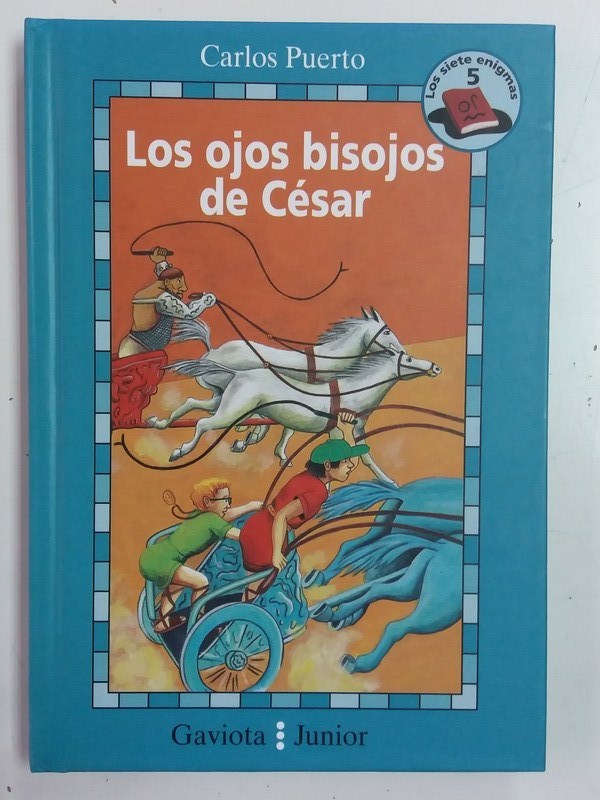 Carlos Puerto
Los siete enigmas
5
Los ojos bisojos
de César
Gaviota Junior